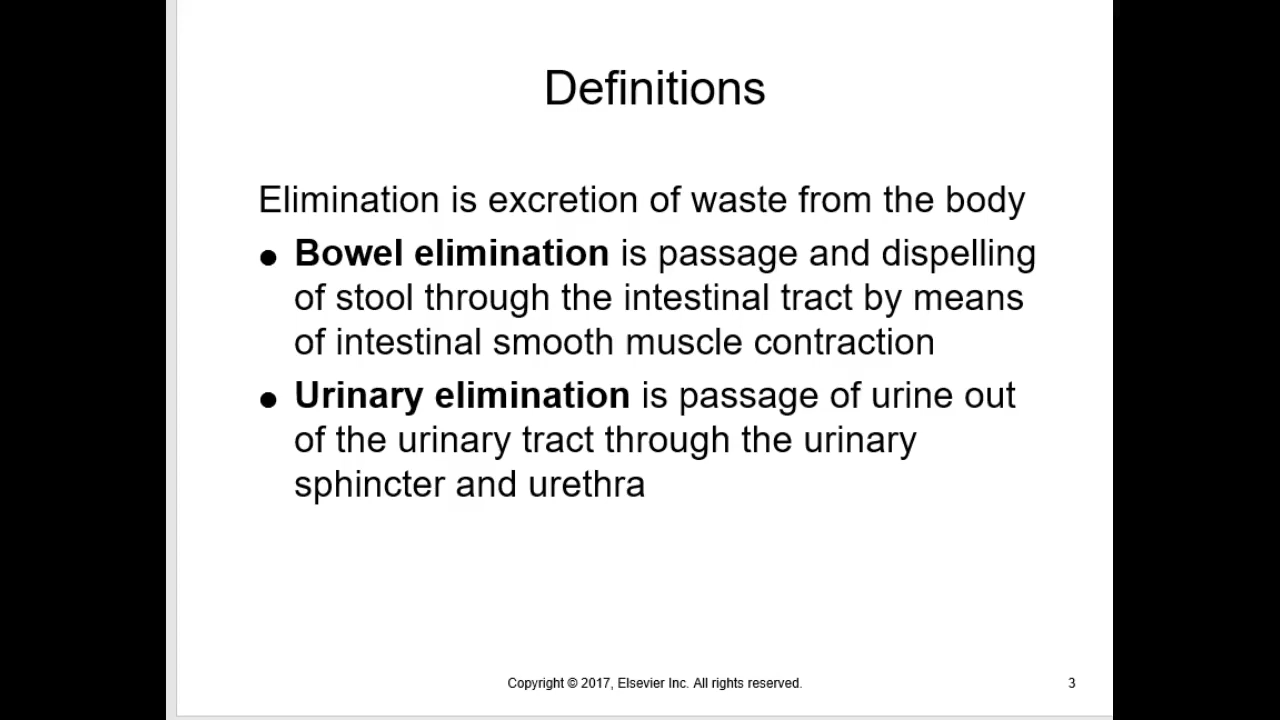 Definitions
Elimination is excretion of waste from the body
● Bowel elimination is passage and dispelling
of stool through the intestinal tract by means
of intestinal smooth muscle contraction
● Urinary elimination is passage of urine out
of the urinary tract through the urinary
sphincter and urethra
Copyright © 2017, Elsevier Inc. All rights reserved.
3